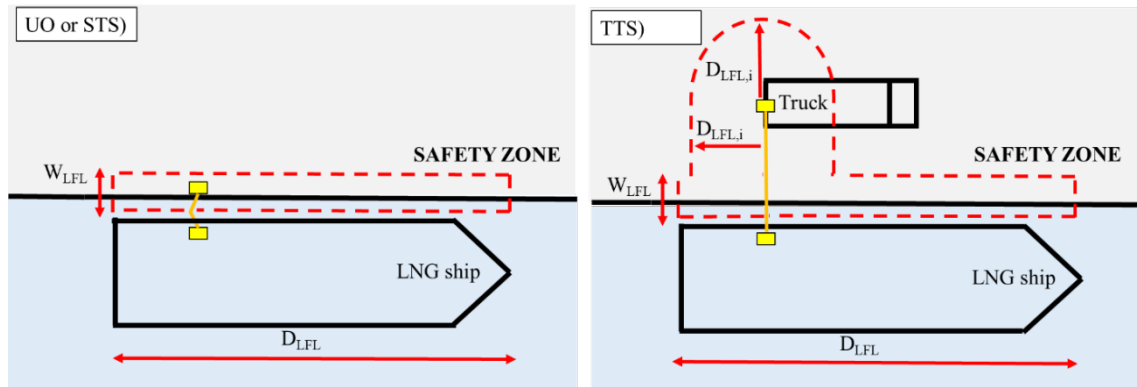 UO or STS)
SAFETY ZONE
W_LFL
LNG ship
D_LFL
TTS)
D_LFL,i
Truck
D_LFL,i
SAFETY ZONE
W_LFL
LNG ship
D_LFL